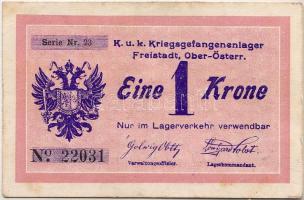 Serie Nr. 23
K. u. k. Kriegsgefangenenlager
Freistadt, Ober-Österr.
Eine 1 Krone
Nur im Lagerverkehr verwendbar
No. 22031
Verwaltungsoffizier.
Lagerkommandant.